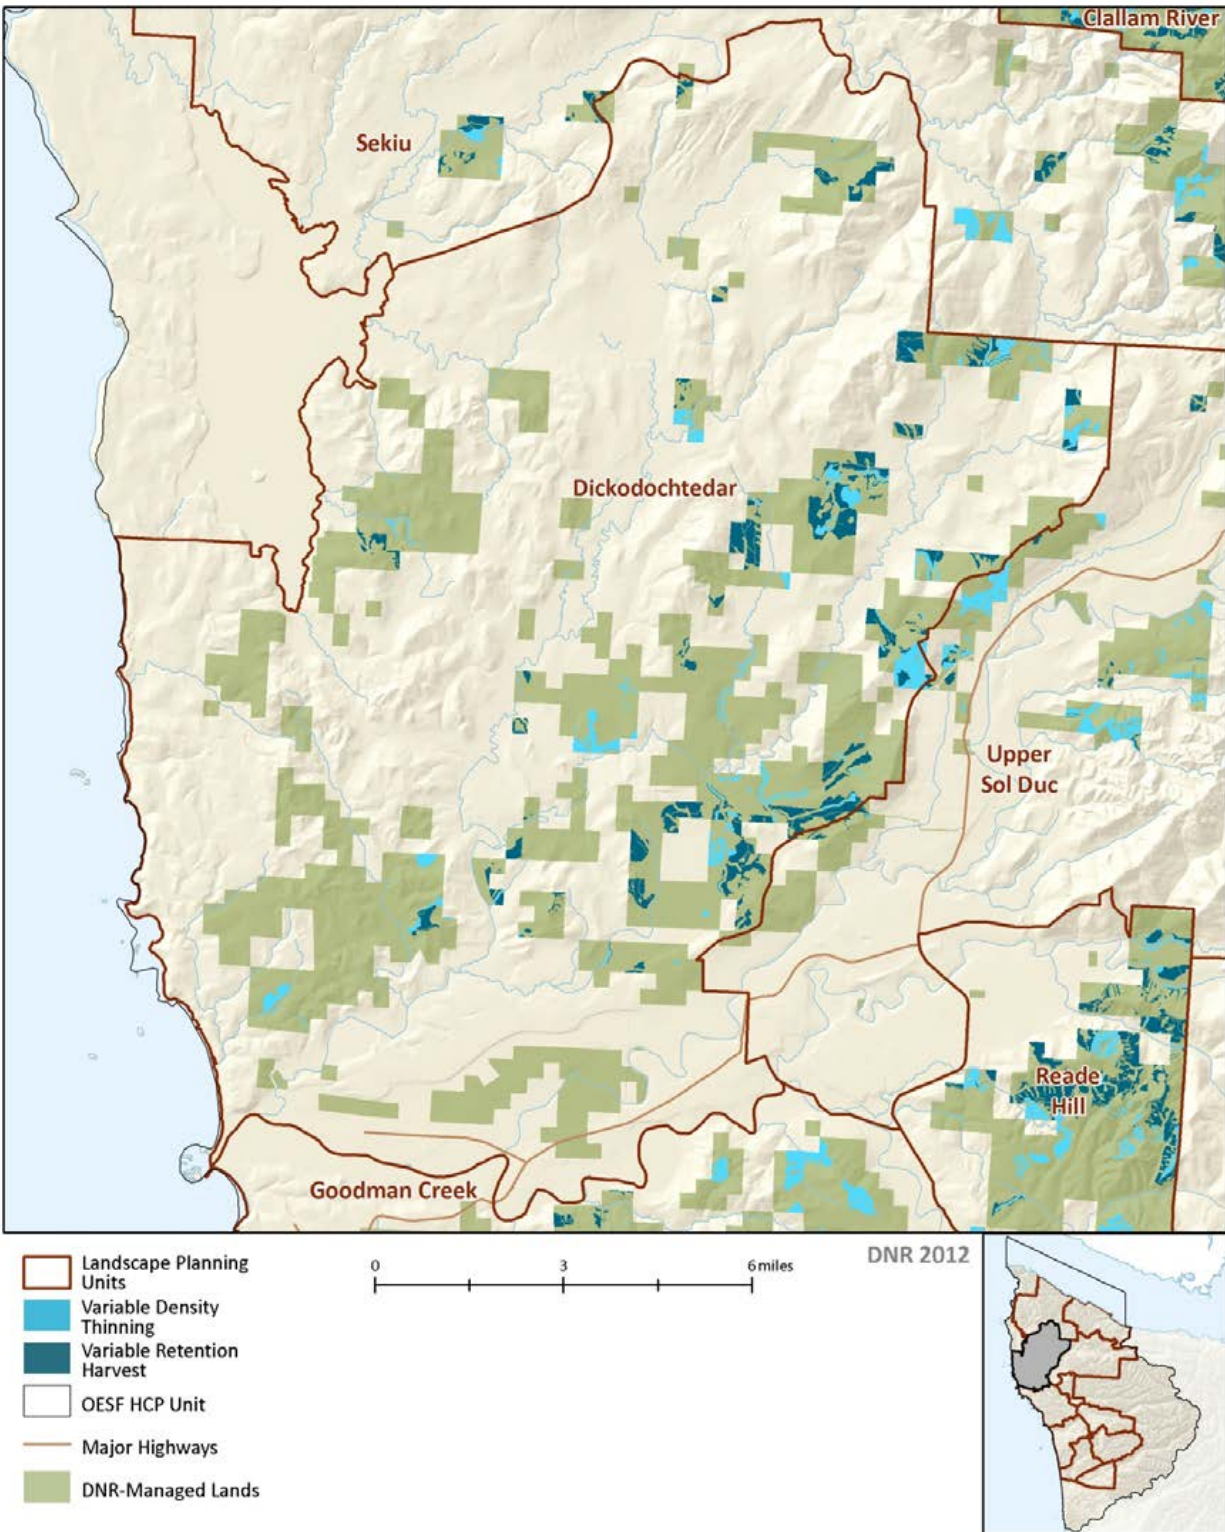 Clallam River
Sekiu
Dickodochtedar
Upper
Sol Duc
Reade
Hill
Goodman Creek
Landscape Planning
Units
Variable Density
Thinning
Variable Retention
Harvest
OESF HCP Unit
Major Highways
DNR-Managed Lands
0 3 6 miles
DNR 2012